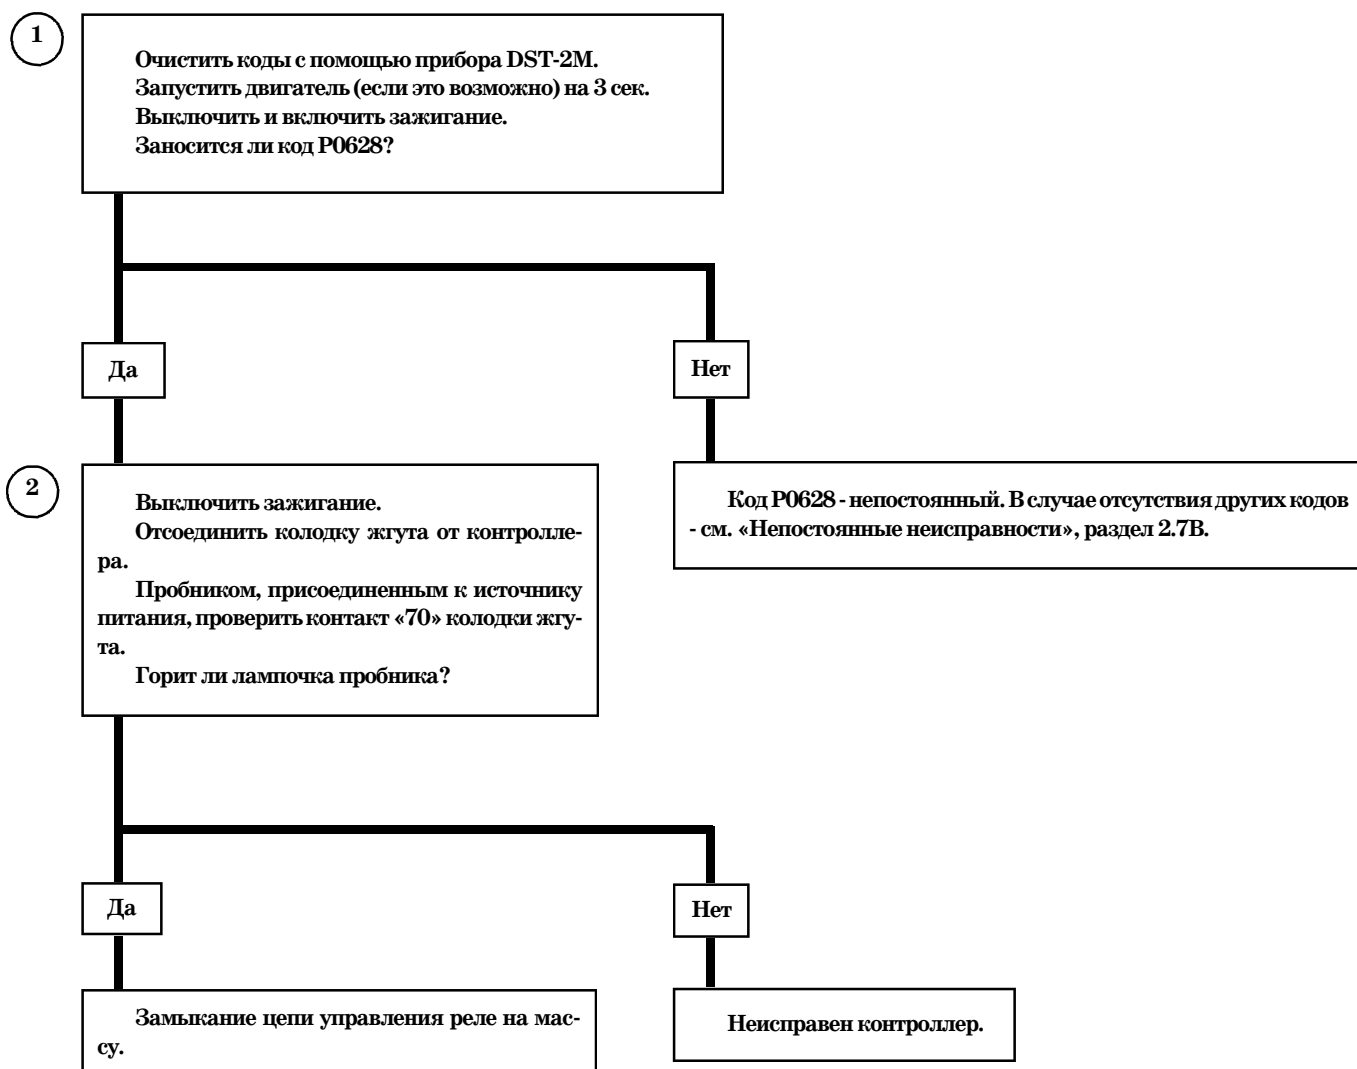 1
Очистить коды с помощью прибора DST-2M.
Запустить двигатель (если это возможно) на 3 сек.
Выключить и включить зажигание.
Заносится ли код P0628?
Да
Нет
2
Выключить зажигание.
Отсоединить колодку жгута от контролле-
ра.
Пробником, присоединенным к источнику
питания, проверить контакт «70» колодки жгу-
та.
Горит ли лампочка пробника?
Код P0628 - непостоянный. В случае отсутствия других кодов
- см. «Непостоянные неисправности», раздел 2.7В.
Да
Нет
Замыкание цепи управления реле на мас-
су.
Неисправен контроллер.